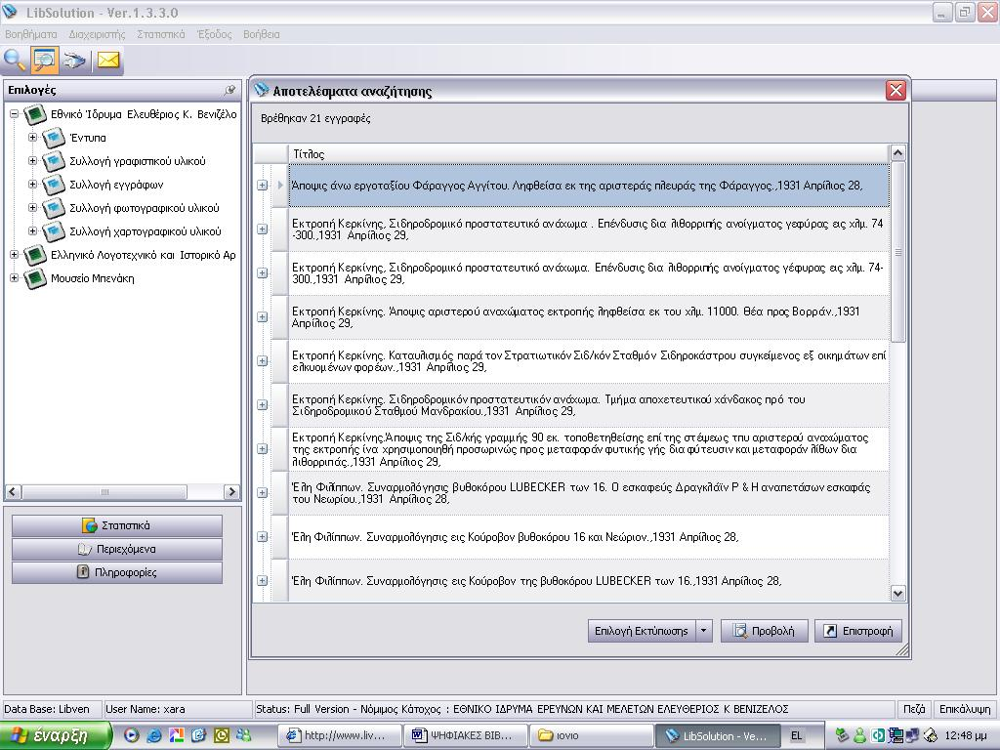 LibSolution - Ver.1.3.3.0
Βοηθήματα Διαχειριστής Στατιστικά Έξοδος Βοήθεια
Επιλογές
Εθνικό Ίδρυμα Ελευθέριος Κ. Βενιζέλο
Έντυπα
Συλλογή γραφιστικού υλικού
Συλλογή εγγράφων
Συλλογή φωτογραφικού υλικού
Συλλογή χαρτογραφικού υλικού
Ελληνικό Λογοτεχνικό και Ιστορικό Αρ
Μουσείο Μπενάκη
Στατιστικά
Περιεχόμενα
Πληροφορίες
Αποτελέσματα αναζήτησης
Βρέθηκαν 21 εγγραφές
Τίτλος
Άποψις άνω εργοταξίου Φάραγγος Αγγίτου. Ληφθείσα εκ της αριστεράς πλευράς της Φάραγγος.,1931 Απρίλιος 28,
Εκτροπή Κερκίνης, Σιδηροδρομικό προστατευτικό ανάχωμα . Επένδυσις δια λιθορριπής ανοίγματος γεφύρας εις χλμ. 74
-300.,1931 Απρίλιος 29,
Εκτροπή Κερκίνης, Σιδηροδρομικό προστατευτικό ανάχωμα. Επένδυσις δια λιθορριπής ανοίγματος γέφυρας εις χλμ. 74-
300.,1931 Απρίλιος 29,
Εκτροπή Κερκίνης. Άποψις αριστερού αναχώματος εκτροπής ληφθείσα εκ του χλμ. 11000. Θέα προς Βορράν.,1931
Απρίλιος 29,
Εκτροπή Κερκίνης. Καταυλισμός παρά τον Στρατιωτικόν Σιδ/κόν Σταθμόν Σιδηροκάστρου συγκείμενος εξ οικημάτων επί
ελκυομένων φορέων.,1931 Απρίλιος 29,
Εκτροπή Κερκίνης. Σιδηροδρομικόν προστατευτικόν ανάχωμα. Τμήμα αποχετευτικού χάνδακος πρό του
Σιδηροδρομικού Σταθμού Μανδρακίου.,1931 Απρίλιος 29,
Εκτροπή Κερκίνης.Άποψις της Σιδ/κής γραμμής 90 εκ. τοποθετηθείσης επί της στέψεως τπυ αριστερού αναχώματος
της εκτροπής ίνα χρησιμοποιηθή προσωρινώς προς μεταφοράν φυτικής γής δια φύτευσιν και μεταφοράν λίθων δια
λιθορριπάς.,1931 Απρίλιος 29,
Έλη Φιλίππων. Συναρμολόγησις βυθοκόρου LUBECKER των 16. Ο εσκαφεύς Δραγκλάϊν P & H αναπετάσων εσκαφάς
του Νεωρίου.,1931 Απρίλιος 28,
Έλη Φιλίππων. Συναρμολόγησις εις Κούροβον βυθοκόρου 16 και Νεώριον.,1931 Απρίλιος 28,
Έλη Φιλίππων. Συναρμολόγησις εις Κούροβον της βυθοκόρου LUBECKER των 16.,1931 Απρίλιος 28,
Επιλογή Εκτύπωσης Προβολή Επιστροφή
Data Base: Libven User Name: xara Status: Full Version - Νόμιμος Κάτοχος : ΕΘΝΙΚΟ ΙΔΡΥΜΑ ΕΡΕΥΝΩΝ ΚΑΙ ΜΕΛΕΤΩΝ ΕΛΕΥΘΕΡΙΟΣ Κ ΒΕΝΙΖΕΛΟΣ Πεζά Επικάλυψη
έναρξη http://www.liv... ΨΗΦΙΑΚΕΣ ΒΙΒ... ιονιο LibSolution - Ve... EL 12:48 μμ